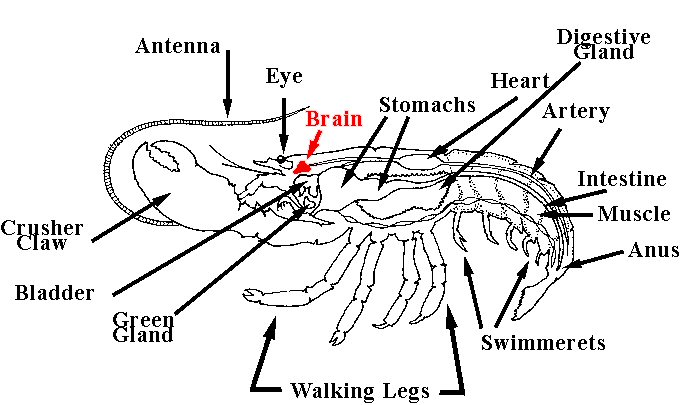 Antenna
Eye
Brain
Stomachs
Digestive
Gland
Heart
Artery
Intestine
Muscle
Anus
Swimmerets
Walking Legs
Green
Gland
Bladder
Crusher
Claw